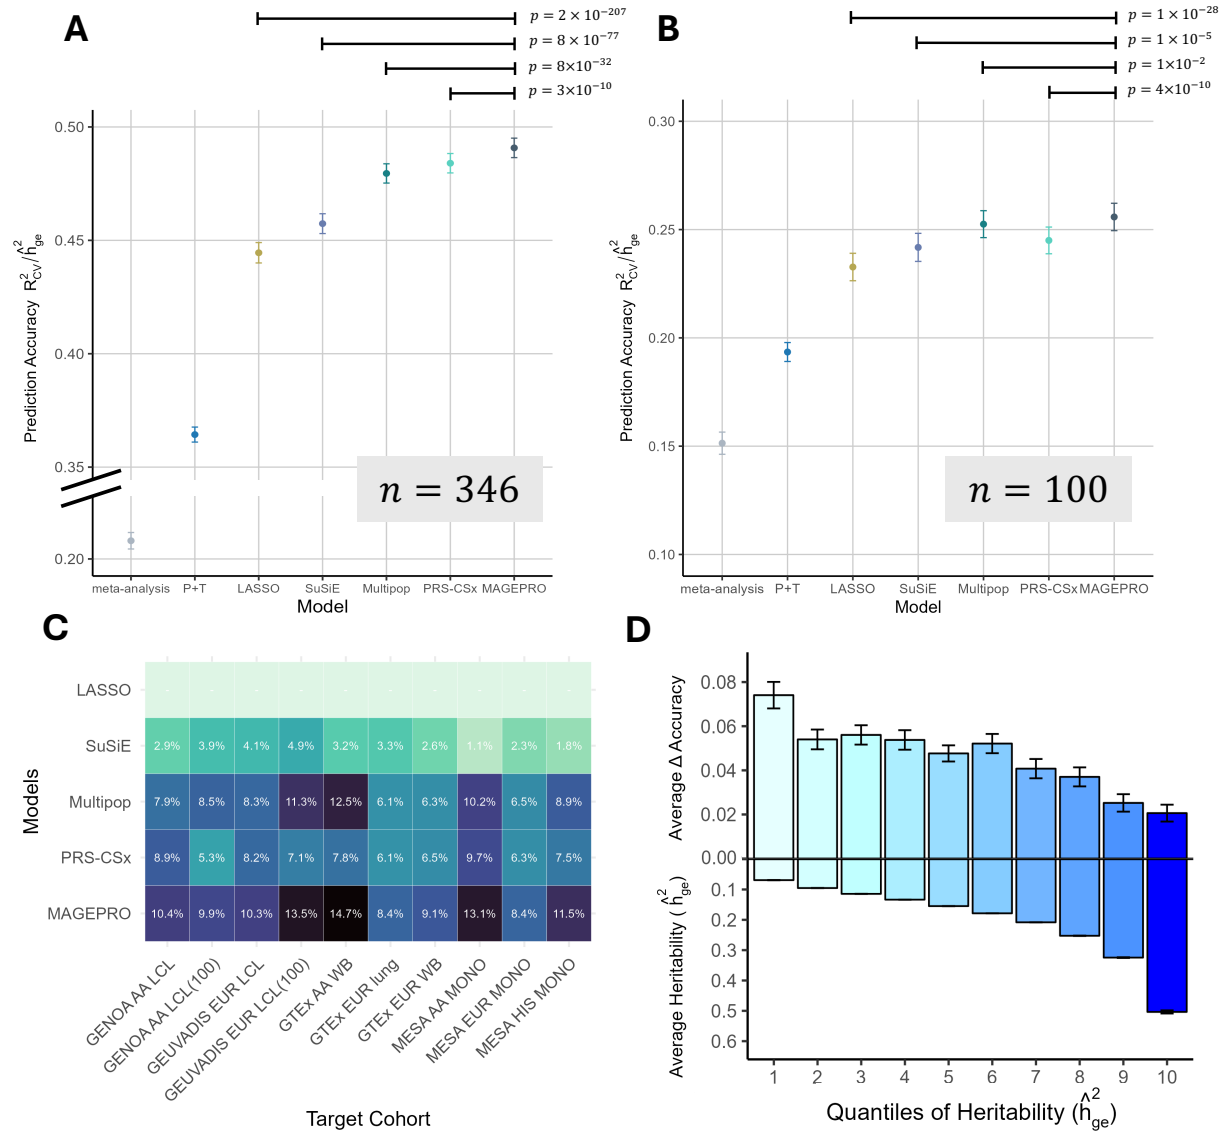 A
p = 2 × 10⁻²⁰⁷
p = 8 × 10⁻⁷⁷
p = 8×10⁻³²
p = 3×10⁻¹⁰
Prediction Accuracy R²CV/ĥ²ge
0.50
0.45
0.40
0.35
0.20
n = 346
meta-analysis P+T LASSO SuSiE Multipop PRS-CSx MAGEPRO
Model
B
p = 1 × 10⁻²⁸
p = 1 × 10⁻⁵
p = 1×10⁻²
p = 4×10⁻¹⁰
Prediction Accuracy R²CV/ĥ²ge
0.30
0.25
0.20
0.15
0.10
n = 100
meta-analysis P+T LASSO SuSiE Multipop PRS-CSx MAGEPRO
Model
C
Models
LASSO - - - - - - - - - -
SuSiE 2.9% 3.9% 4.1% 4.9% 3.2% 3.3% 2.6% 1.1% 2.3% 1.8%
Multipop 7.9% 8.5% 8.3% 11.3% 12.5% 6.1% 6.3% 10.2% 6.5% 8.9%
PRS-CSx 8.9% 5.3% 8.2% 7.1% 7.8% 6.1% 6.5% 9.7% 6.3% 7.5%
MAGEPRO 10.4% 9.9% 10.3% 13.5% 14.7% 8.4% 9.1% 13.1% 8.4% 11.5%
GENOA AA LCL
GENOA AA LCL(100)
GEUVADIS EUR LCL
GEUVADIS EUR LCL(100)
GTEx AA WB
GTEx EUR lung
GTEx EUR WB
MESA AA MONO
MESA EUR MONO
MESA HIS MONO
Target Cohort
D
Average Δ Accuracy
0.08
0.06
0.04
0.02
0.00
Average Heritability (ĥ²ge)
0.1
0.2
0.3
0.4
0.5
0.6
1 2 3 4 5 6 7 8 9 10
Quantiles of Heritability (ĥ²ge)